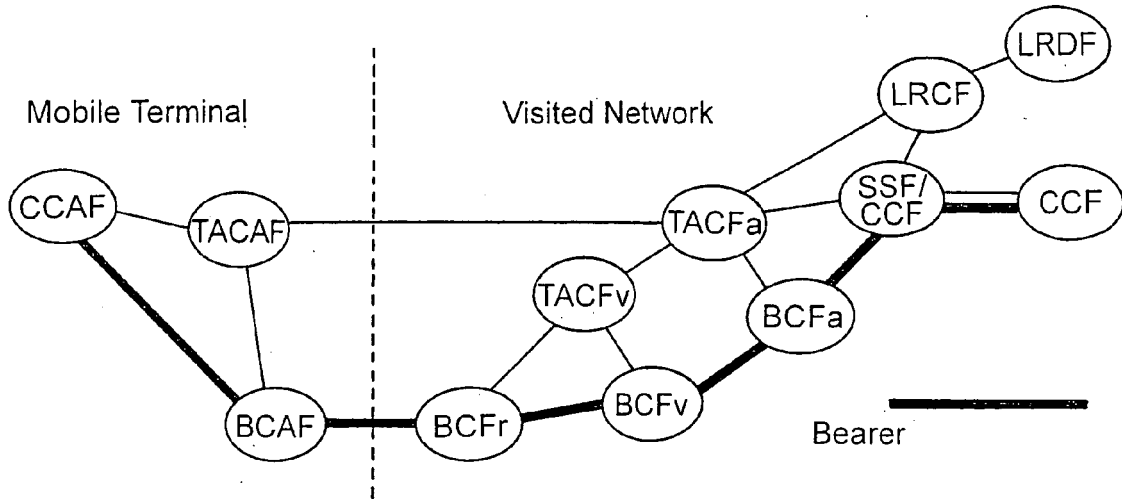 LRDF
LRCF
Mobile Terminal
Visited Network
CCAF
TACAF
TACFa
SSF/
CCF
CCF
TACFv
BCFa
BCAF
BCFr
BCFv
Bearer